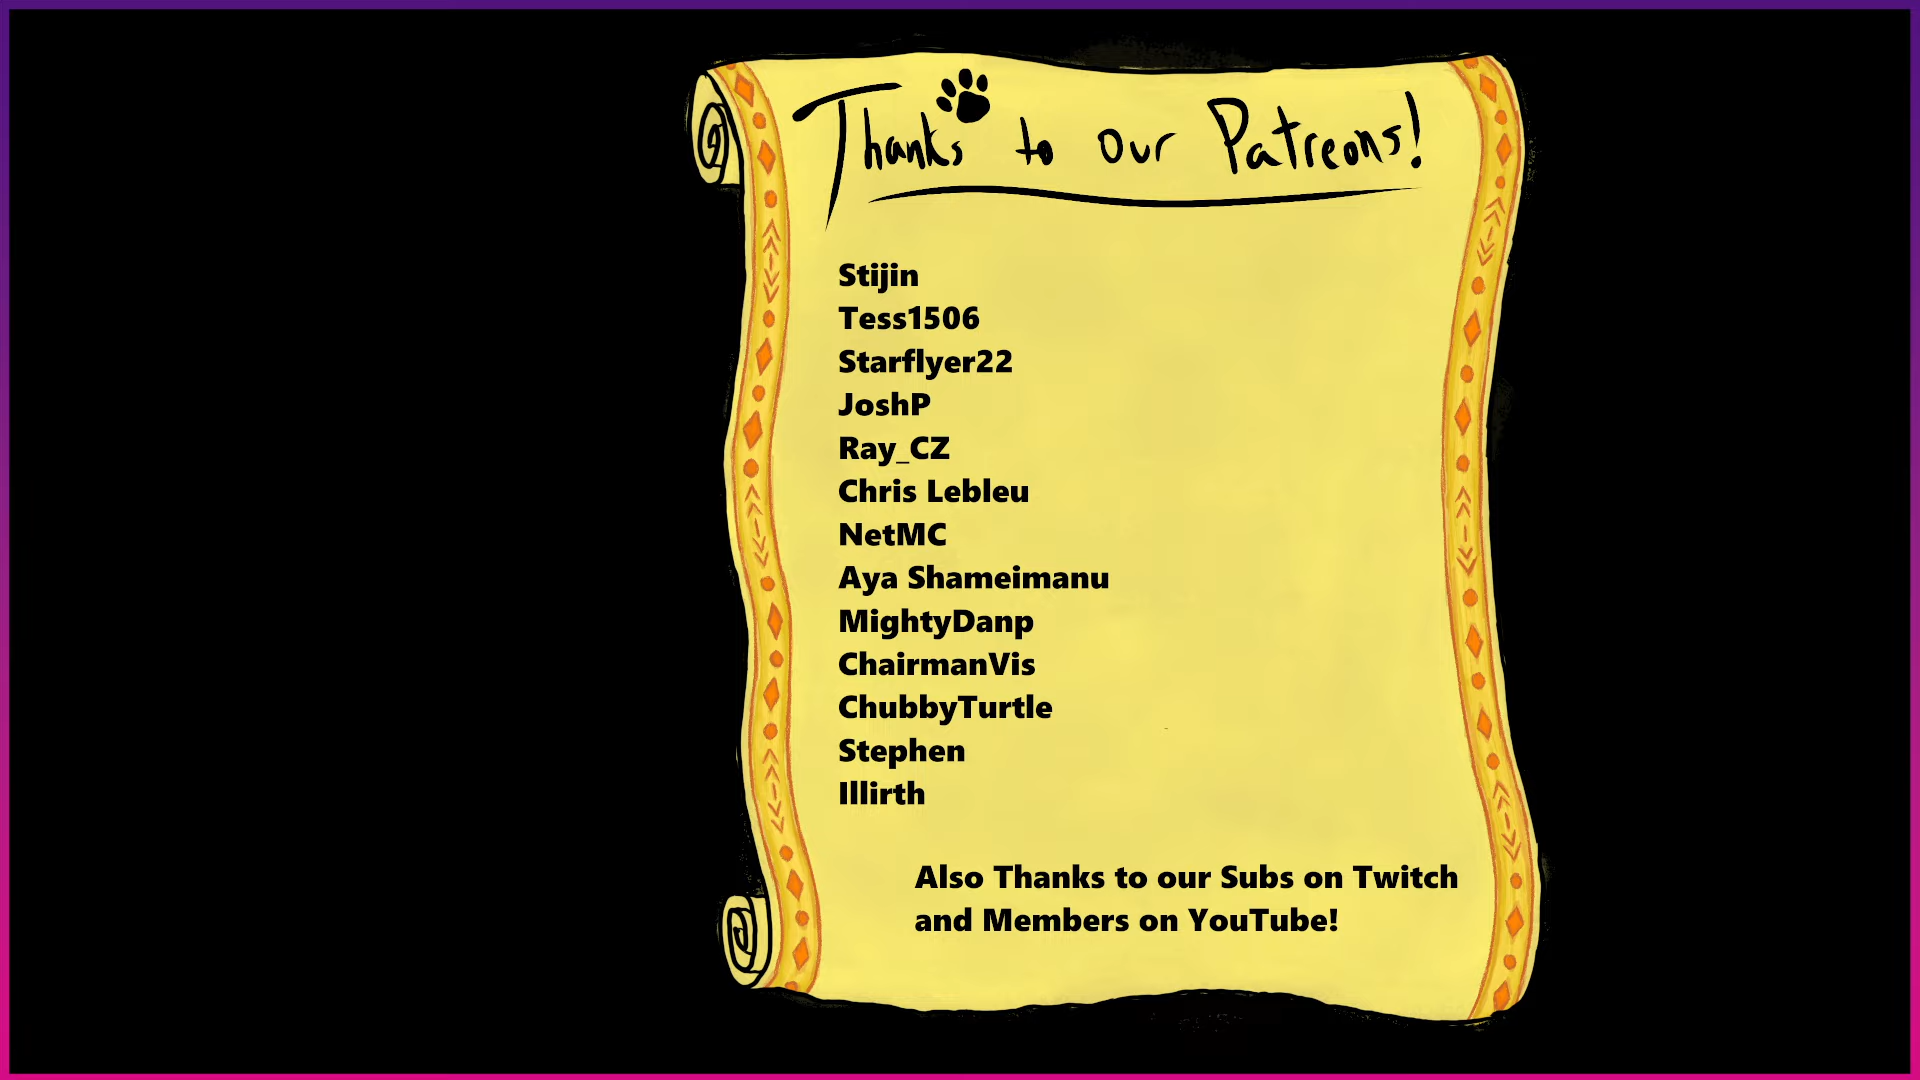 Thanks to our Patreons!
Stijin
Tess1506
Starflyer22
JoshP
Ray_CZ
Chris Lebleu
NetMC
Aya Shameimanu
MightyDanp
ChairmanVis
ChubbyTurtle
Stephen
Illirth
Also Thanks to our Subs on Twitch
and Members on YouTube!